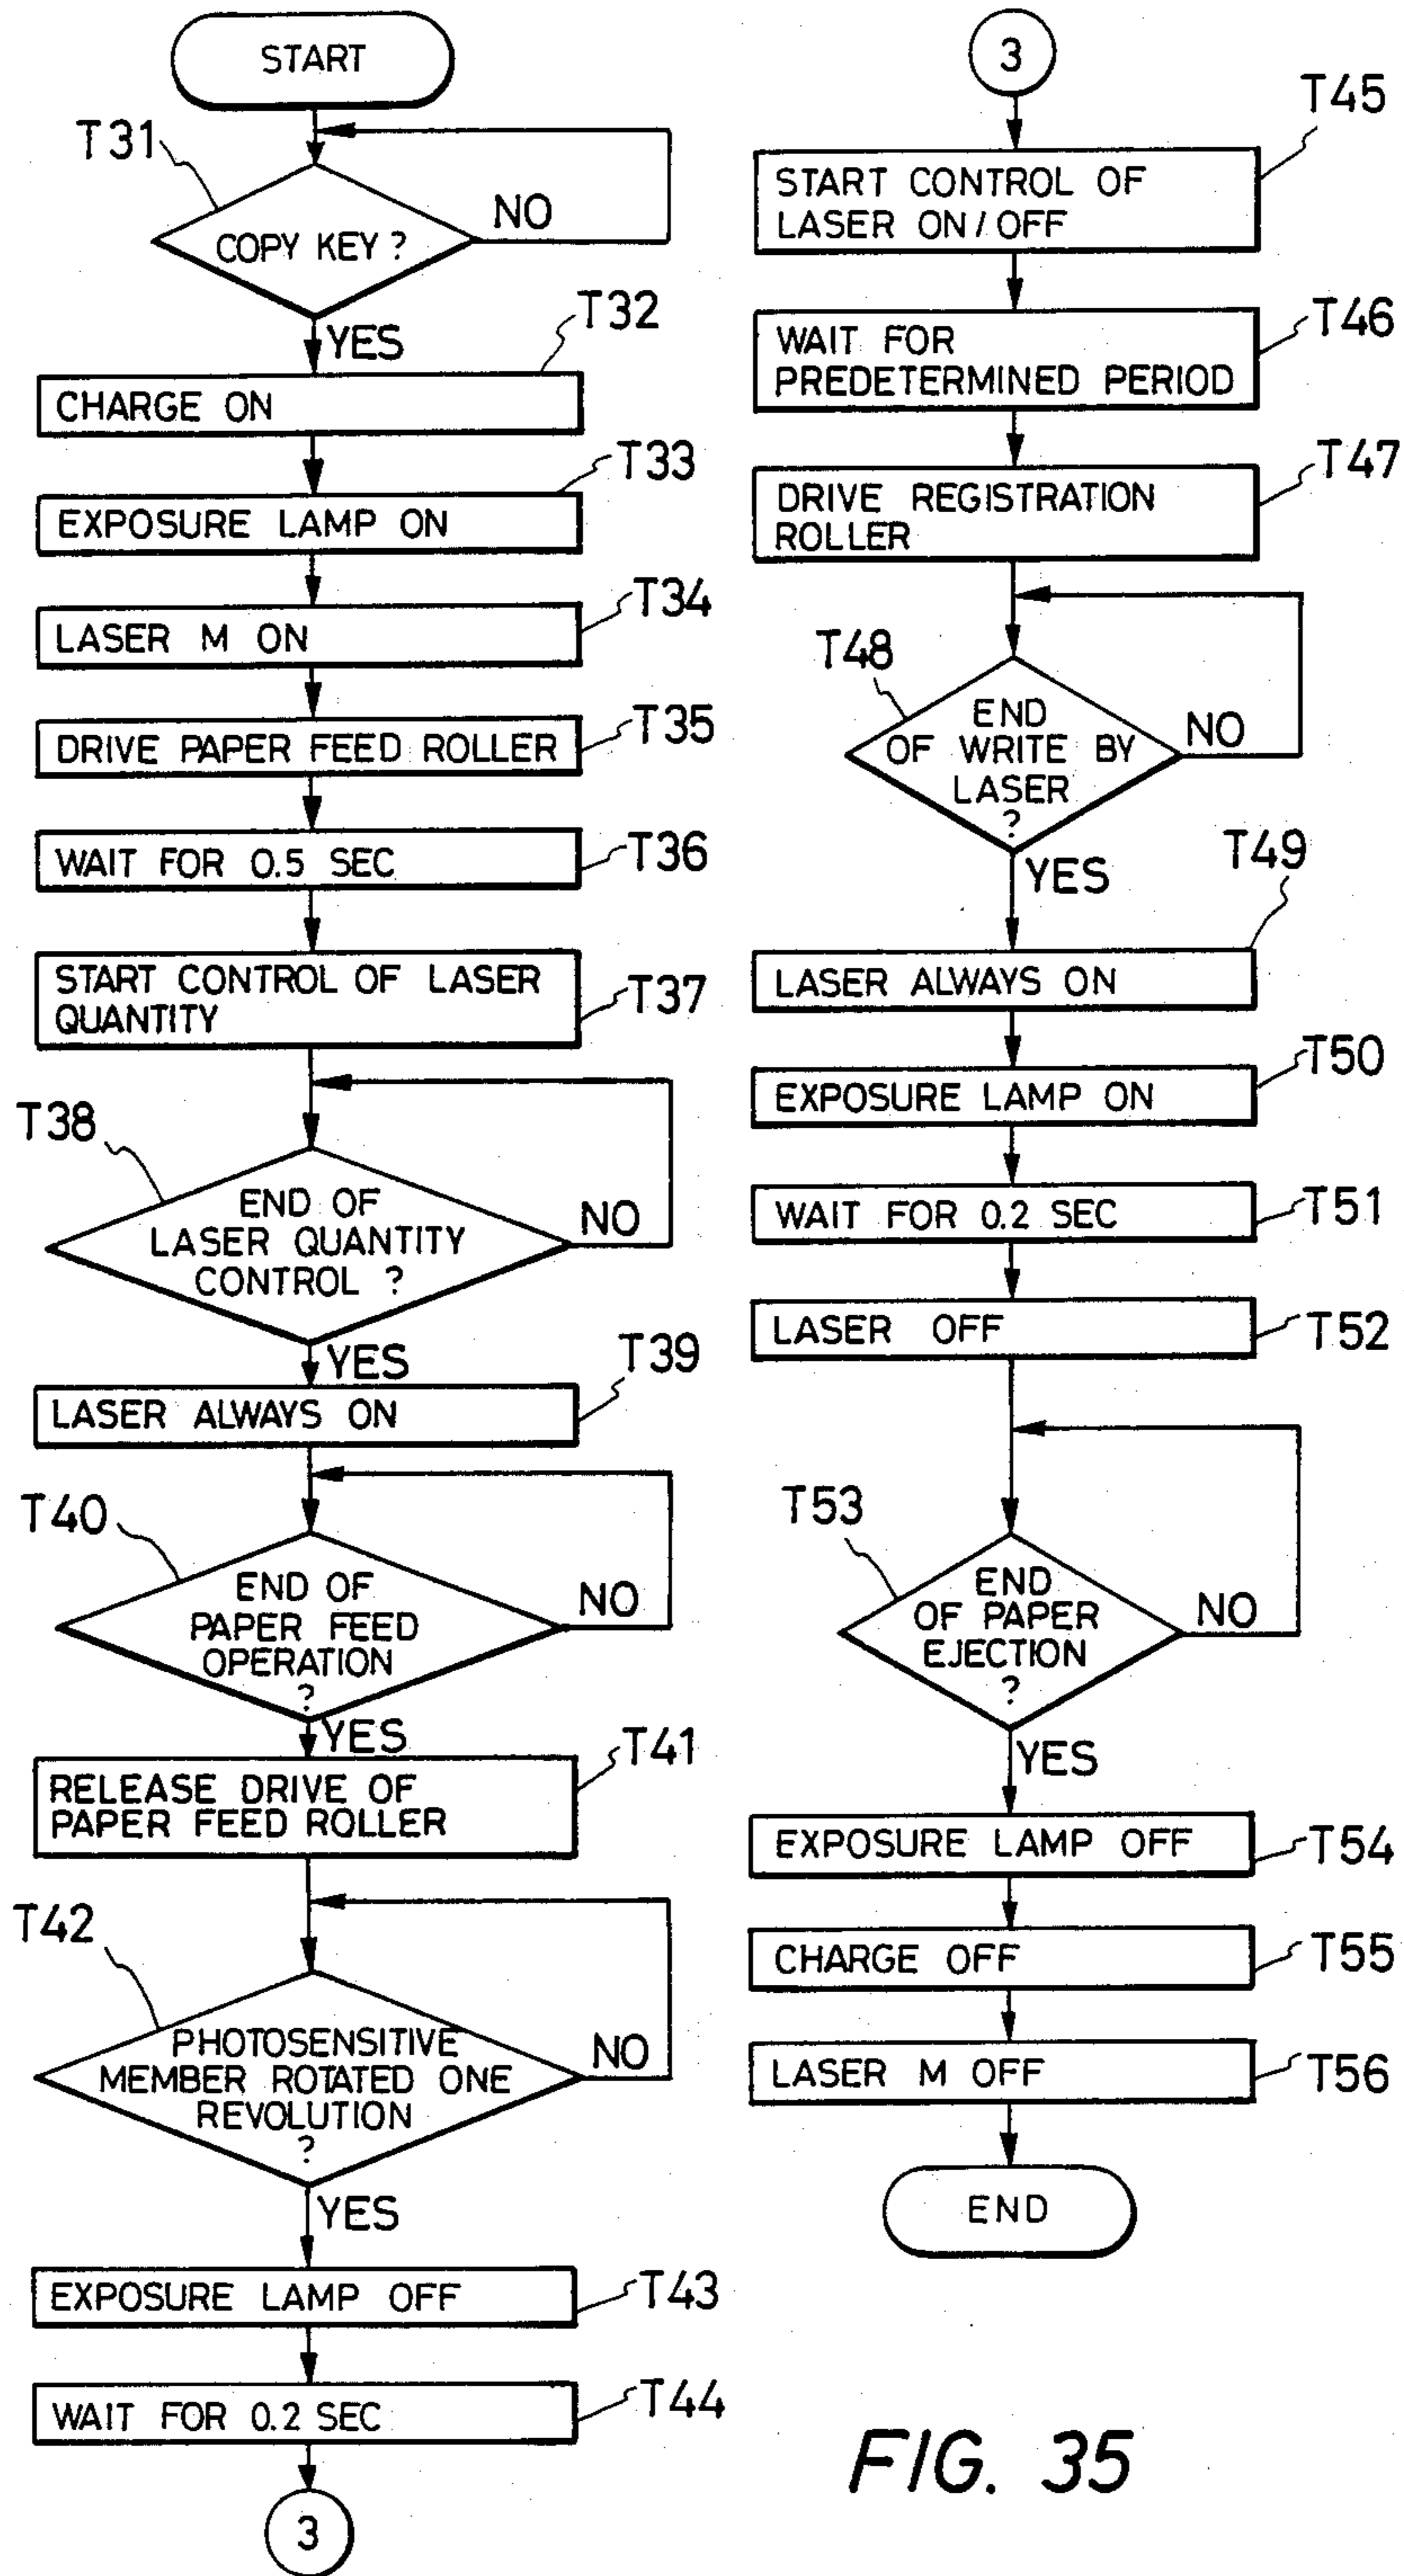 START
T31
COPY KEY ?
NO
YES
T32
CHARGE ON
T33
EXPOSURE LAMP ON
T34
LASER M ON
T35
DRIVE PAPER FEED ROLLER
T36
WAIT FOR 0.5 SEC
T37
START CONTROL OF LASER
QUANTITY
T38
END OF
LASER QUANTITY
CONTROL ?
NO
YES
T39
LASER ALWAYS ON
T40
END OF
PAPER FEED
OPERATION
?
NO
YES
T41
RELEASE DRIVE OF
PAPER FEED ROLLER
T42
PHOTOSENSITIVE
MEMBER ROTATED ONE
REVOLUTION
?
NO
YES
T43
EXPOSURE LAMP OFF
T44
WAIT FOR 0.2 SEC
3
3
T45
START CONTROL OF
LASER ON / OFF
T46
WAIT FOR
PREDETERMINED PERIOD
T47
DRIVE REGISTRATION
ROLLER
T48
END
OF WRITE BY
LASER
?
NO
YES
T49
LASER ALWAYS ON
T50
EXPOSURE LAMP ON
T51
WAIT FOR 0.2 SEC
T52
LASER OFF
T53
END
OF PAPER
EJECTION
?
NO
YES
T54
EXPOSURE LAMP OFF
T55
CHARGE OFF
T56
LASER M OFF
END
FIG. 35